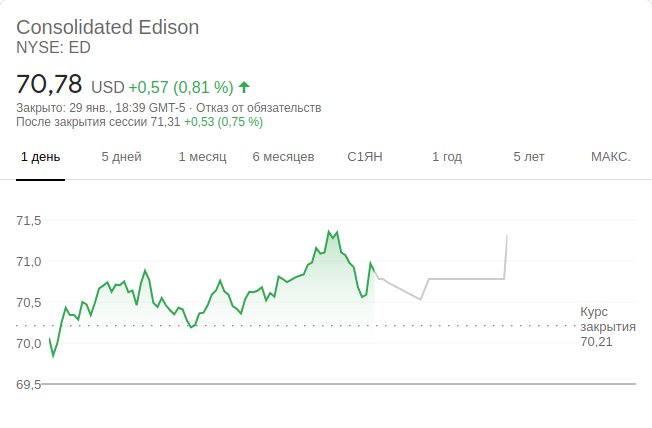 Consolidated Edison
NYSE: ED
70,78 USD +0,57 (0,81 %)
Закрыто: 29 янв., 18:39 GMT-5 · Отказ от обязательств
После закрытия сессии 71,31 +0,53 (0,75 %)
1 день 5 дней 1 месяц 6 месяцев С1ЯН 1 год 5 лет МАКС.
71,5
71,0
70,5
70,0
69,5
Курс
закрытия
70,21